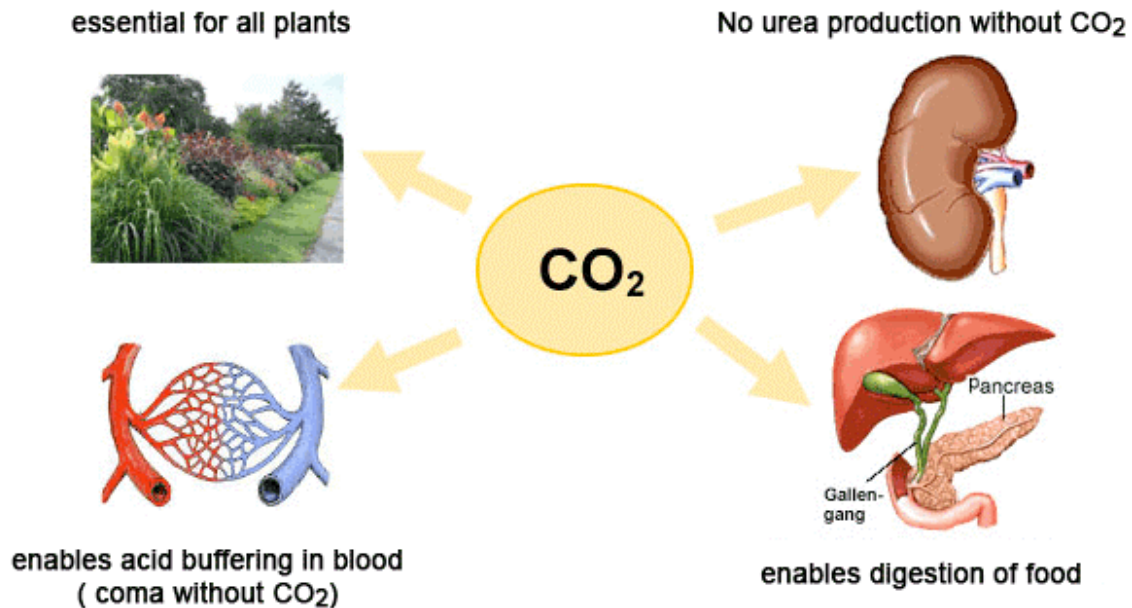 essential for all plants
No urea production without CO₂
CO₂
Pancreas
Gallen-
gang
enables acid buffering in blood
( coma without CO₂)
enables digestion of food